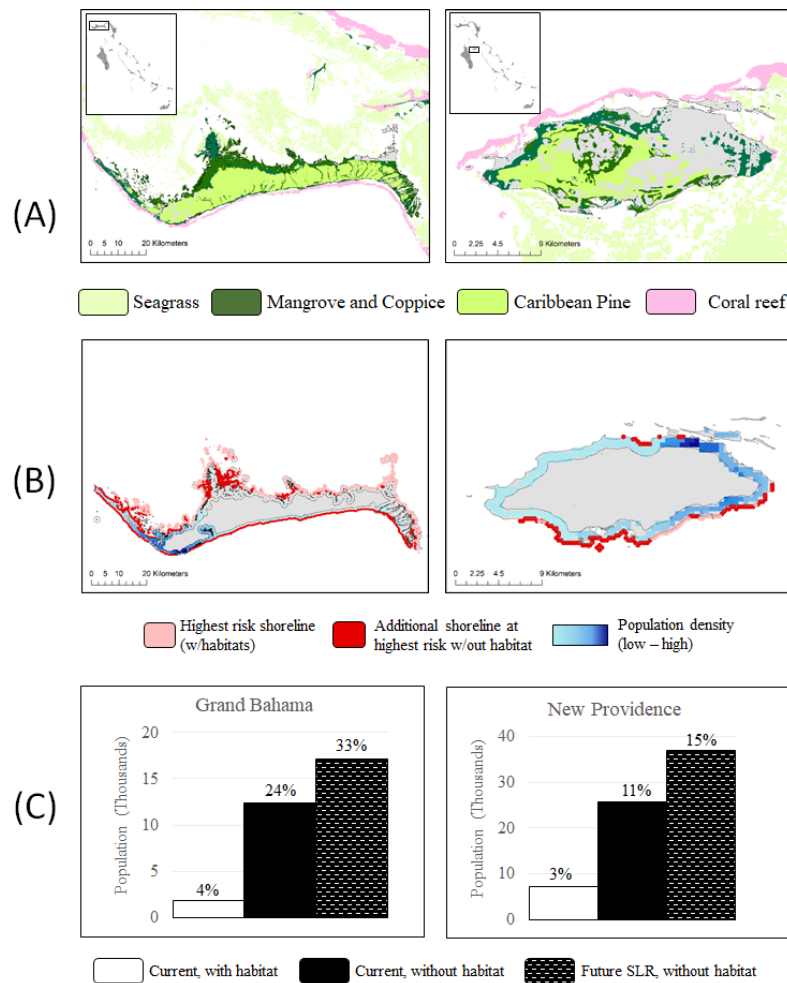 (A)
0 5 10 20 Kilometers
0 2.25 4.5 9 Kilometers
Seagrass Mangrove and Coppice Caribbean Pine Coral reef
(B)
0 5 10 20 Kilometers
0 2.25 4.5 9 Kilometers
Highest risk shoreline
(w/habitats)
Additional shoreline at
highest risk w/out habitat
Population density
(low – high)
(C)
Grand Bahama
Population (Thousands)
20
15
10
5
0
4%
24%
33%
New Providence
Population (Thousands)
40
30
20
10
0
3%
11%
15%
Current, with habitat Current, without habitat Future SLR, without habitat